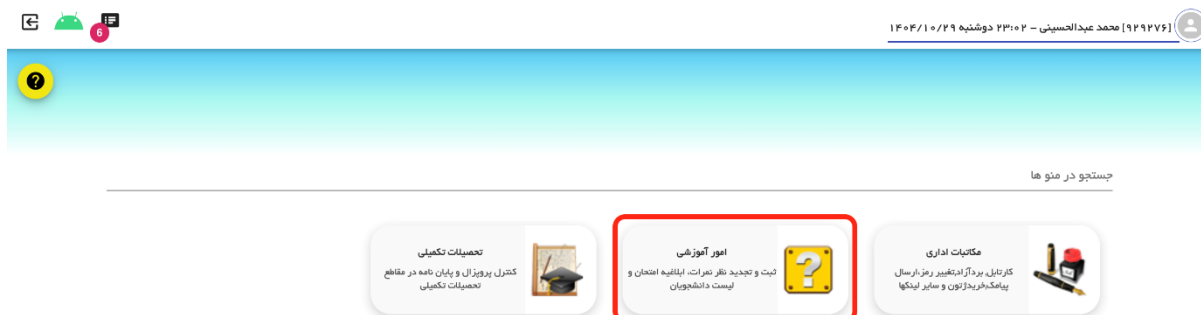 [۹۲۹۲۷۶] محمد عبدالحسینی - ۲۳:۰۲ دوشنبه ۱۴۰۴/۱۰/۲۹
6
?
جستجو در منو ها
مکاتبات اداری
کارتابل، بردآزاد،تغییر رمز،ارسال
پیامک،خریدژتون و سایر لینکها
امور آموزشی
ثبت و تجدید نظر نمرات، ابلاغیه امتحان و
لیست دانشجویان
تحصیلات تکمیلی
کنترل پروپزال و پایان نامه در مقاطع
تحصیلات تکمیلی